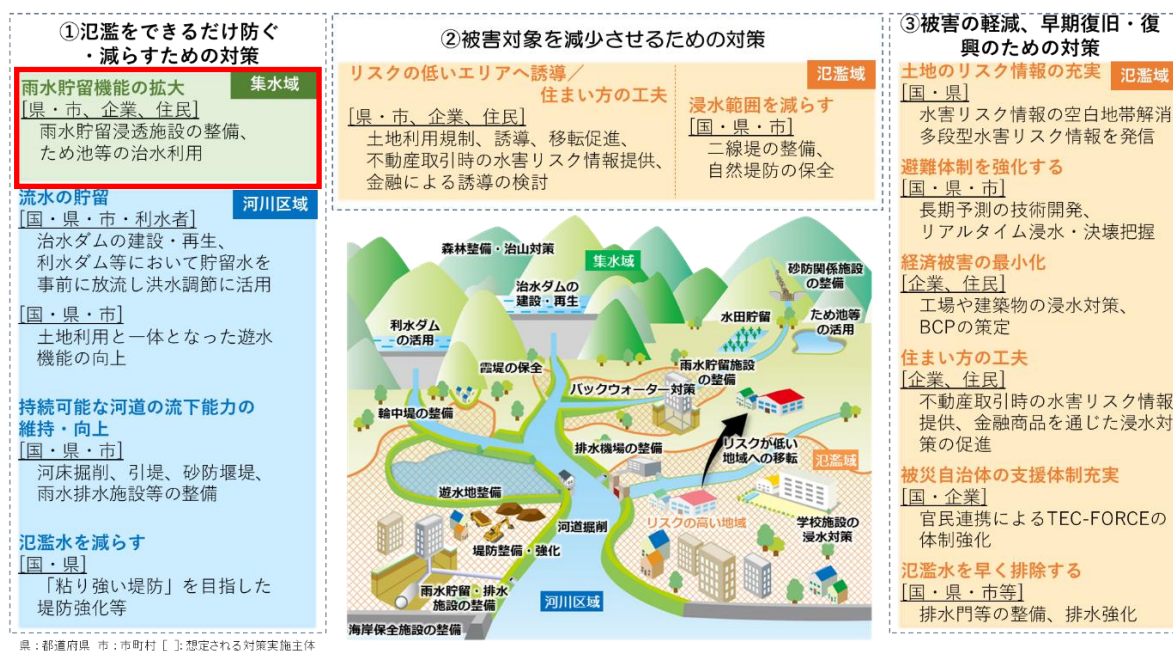 ①氾濫をできるだけ防ぐ
・減らすための対策
雨水貯留機能の拡大
集水域
[県・市、企業、住民]
雨水貯留浸透施設の整備、
ため池等の治水利用
流水の貯留
河川区域
[国・県・市・利水者]
治水ダムの建設・再生、
利水ダム等において貯留水を
事前に放流し洪水調節に活用
[国・県・市]
土地利用と一体となった遊水
機能の向上
持続可能な河道の流下能力の
維持・向上
[国・県・市]
河床掘削、引堤、砂防堰堤、
雨水排水施設等の整備
氾濫水を減らす
[国・県]
「粘り強い堤防」を目指した
堤防強化等
県:都道府県 市:市町村 [ ]:想定される対策実施主体
②被害対象を減少させるための対策
リスクの低いエリアへ誘導/
住まい方の工夫
[県・市、企業、住民]
土地利用規制、誘導、移転促進、
不動産取引時の水害リスク情報提供、
金融による誘導の検討
氾濫域
浸水範囲を減らす
[国・県・市]
二線堤の整備、
自然堤防の保全
森林整備・治山対策
集水域
治水ダムの
建設・再生
砂防関係施設
の整備
利水ダム
の活用
水田貯留
ため池等
の活用
霞堤の保全
雨水貯留施設
の整備
バックウォーター対策
輪中堤の整備
排水機場の整備
リスクが低い
地域への移転
氾濫域
遊水地整備
河道掘削
リスクの高い地域
学校施設の
浸水対策
堤防整備・強化
雨水貯留・排水
施設の整備
河川区域
海岸保全施設の整備
③被害の軽減、早期復旧・復
興のための対策
土地のリスク情報の充実
氾濫域
[国・県]
水害リスク情報の空白地帯解消
多段型水害リスク情報を発信
避難体制を強化する
[国・県・市]
長期予測の技術開発、
リアルタイム浸水・決壊把握
経済被害の最小化
[企業、住民]
工場や建築物の浸水対策、
BCPの策定
住まい方の工夫
[企業、住民]
不動産取引時の水害リスク情報
提供、金融商品を通じた浸水対
策の促進
被災自治体の支援体制充実
[国・企業]
官民連携によるTEC-FORCEの
体制強化
氾濫水を早く排除する
[国・県・市等]
排水門等の整備、排水強化